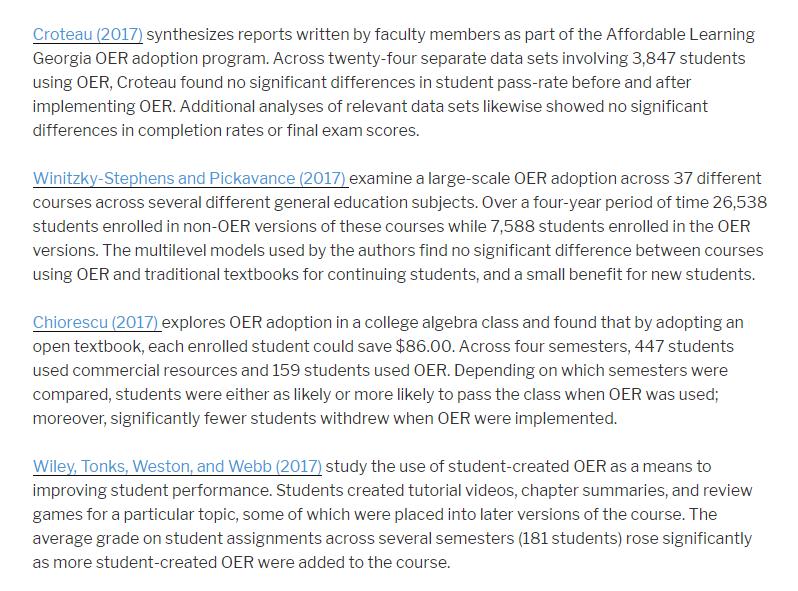 Croteau (2017) synthesizes reports written by faculty members as part of the Affordable Learning
Georgia OER adoption program. Across twenty-four separate data sets involving 3,847 students
using OER, Croteau found no significant differences in student pass-rate before and after
implementing OER. Additional analyses of relevant data sets likewise showed no significant
differences in completion rates or final exam scores.
Winitzky-Stephens and Pickavance (2017) examine a large-scale OER adoption across 37 different
courses across several different general education subjects. Over a four-year period of time 26,538
students enrolled in non-OER versions of these courses while 7,588 students enrolled in the OER
versions. The multilevel models used by the authors find no significant difference between courses
using OER and traditional textbooks for continuing students, and a small benefit for new students.
Chiorescu (2017) explores OER adoption in a college algebra class and found that by adopting an
open textbook, each enrolled student could save $86.00. Across four semesters, 447 students
used commercial resources and 159 students used OER. Depending on which semesters were
compared, students were either as likely or more likely to pass the class when OER was used;
moreover, significantly fewer students withdrew when OER were implemented.
Wiley, Tonks, Weston, and Webb (2017) study the use of student-created OER as a means to
improving student performance. Students created tutorial videos, chapter summaries, and review
games for a particular topic, some of which were placed into later versions of the course. The
average grade on student assignments across several semesters (181 students) rose significantly
as more student-created OER were added to the course.